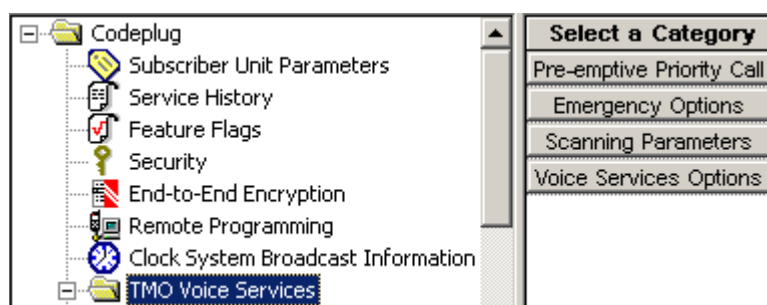 Codeplug
Subscriber Unit Parameters
Service History
Feature Flags
Security
End-to-End Encryption
Remote Programming
Clock System Broadcast Information
TMO Voice Services
Select a Category
Pre-emptive Priority Call
Emergency Options
Scanning Parameters
Voice Services Options